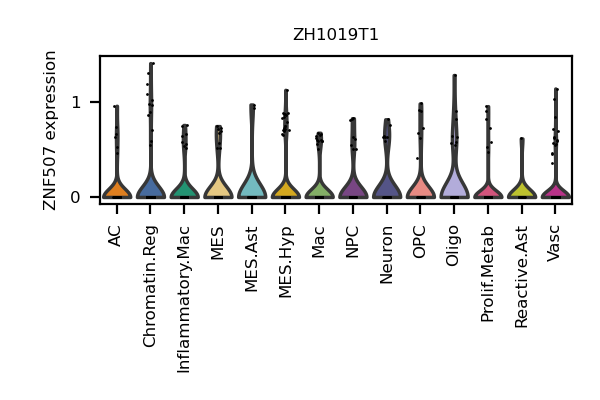 ZH1019T1
ZNF507 expression
1
0
AC
Chromatin.Reg
Inflammatory.Mac
MES
MES.Ast
MES.Hyp
Mac
NPC
Neuron
OPC
Oligo
Prolif.Metab
Reactive.Ast
Vasc